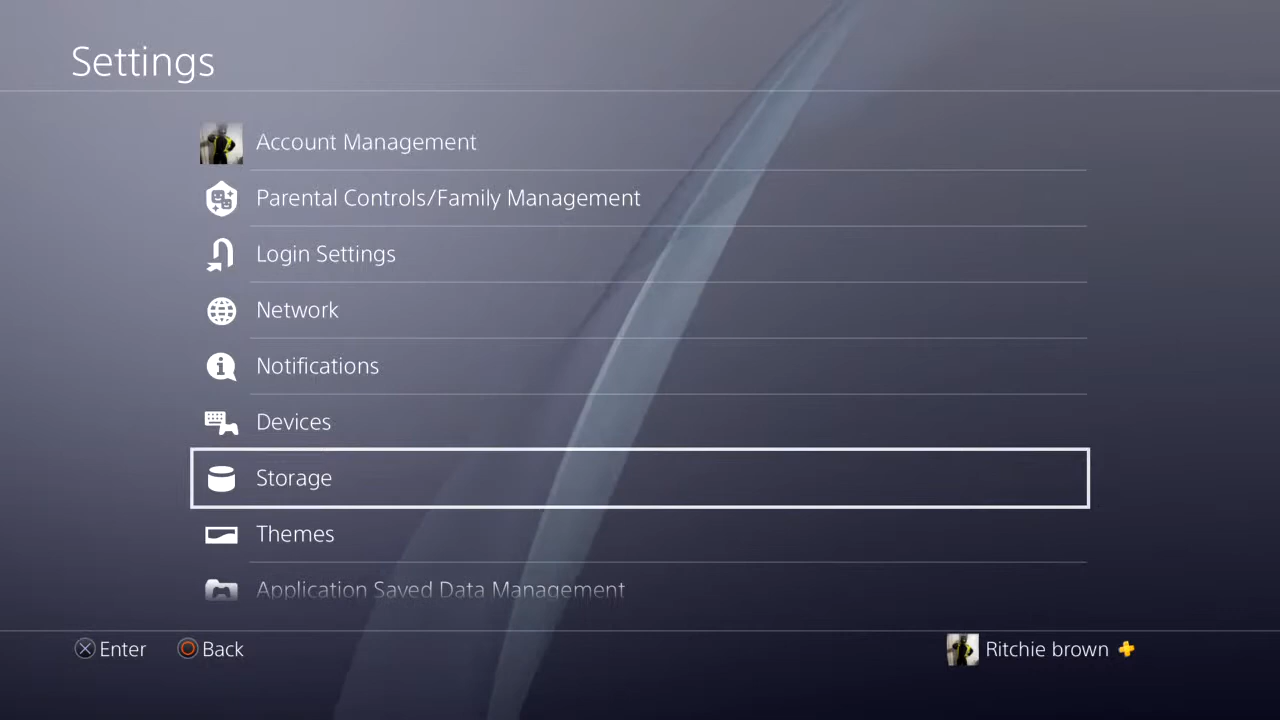 Settings
Account Management
Parental Controls/Family Management
Login Settings
Network
Notifications
Devices
Storage
Themes
Application Saved Data Management
Enter Back Ritchie brown